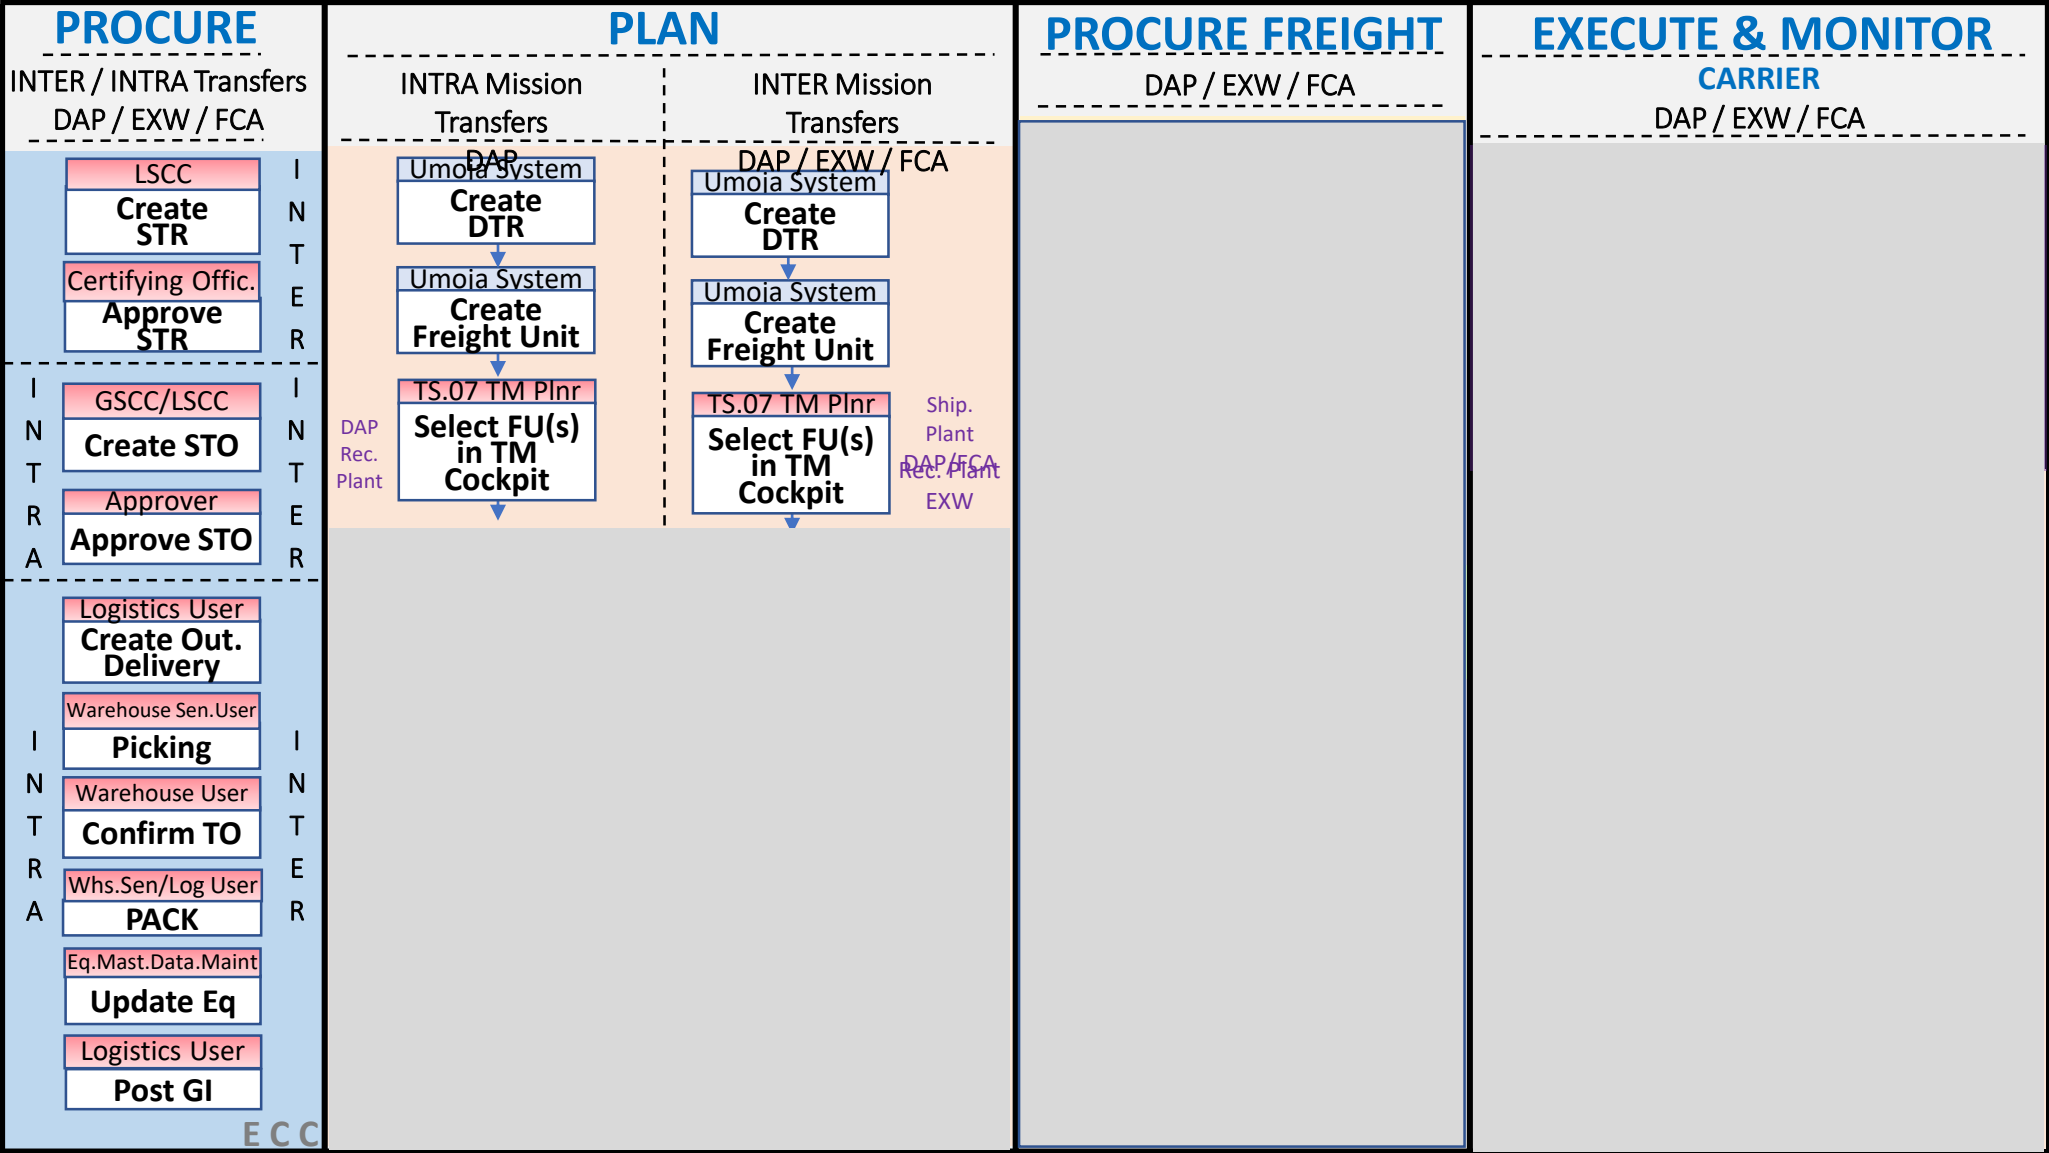 PROCURE
INTER / INTRA Transfers
DAP / EXW / FCA
LSCC
Create
STR
Certifying Offic.
Approve
STR
I
N
T
E
R
GSCC/LSCC
Create STO
Approver
Approve STO
I
N
T
R
A
I
N
T
E
R
Logistics User
Create Out.
Delivery
Warehouse Sen.User
Picking
Warehouse User
Confirm TO
Whs.Sen/Log User
PACK
Eq.Mast.Data.Maint
Update Eq
Logistics User
Post GI
I
N
T
R
A
I
N
T
E
R
E C C
PLAN
INTRA Mission
Transfers
DAP
Umoja System
Create
DTR
Umoja System
Create
Freight Unit
TS.07 TM Plnr
Select FU(s)
in TM
Cockpit
DAP
Rec.
Plant
INTER Mission
Transfers
DAP / EXW / FCA
Umoja System
Create
DTR
Umoja System
Create
Freight Unit
TS.07 TM Plnr
Select FU(s)
in TM
Cockpit
Ship.
Plant
DAP/FCA
Rec. Plant
EXW
PROCURE FREIGHT
DAP / EXW / FCA
EXECUTE & MONITOR
CARRIER
DAP / EXW / FCA